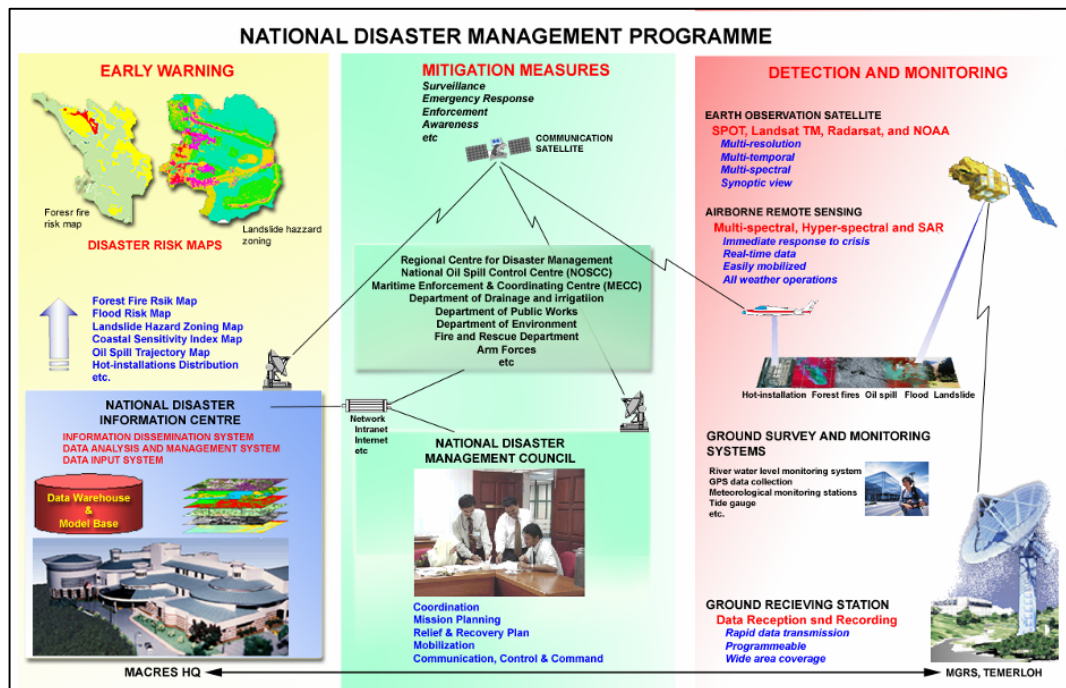 NATIONAL DISASTER MANAGEMENT PROGRAMME
EARLY WARNING
Foresr fire
risk map
Landslide hazzard
zoning
DISASTER RISK MAPS
Forest Fire Rsik Map
Flood Risk Map
Landslide Hazard Zoning Map
Coastal Sensitivity Index Map
Oil Spill Trajectory Map
Hot-installations Distribution
etc.
NATIONAL DISASTER
INFORMATION CENTRE
INFORMATION DISSEMINATION SYSTEM
DATA ANALYSIS AND MANAGEMENT SYSTEM
DATA INPUT SYSTEM
Data Warehouse
&
Model Base
MACRES HQ
MITIGATION MEASURES
Surveillance
Emergency Response
Enforcement
Awareness
etc
COMMUNICATION
SATELLITE
Regional Centre for Disaster Management
National Oil Spill Control Centre (NOSCC)
Maritime Enforcement & Coordinating Centre (MECC)
Department of Drainage and irrigatiion
Department of Public Works
Department of Environment
Fire and Rescue Department
Arm Forces
etc
Network
Intranet
Internet
etc
NATIONAL DISASTER
MANAGEMENT COUNCIL
Coordination
Mission Planning
Relief & Recovery Plan
Mobilization
Communication, Control & Command
DETECTION AND MONITORING
EARTH OBSERVATION SATELLITE
SPOT, Landsat TM, Radarsat, and NOAA
Multi-resolution
Multi-temporal
Multi-spectral
Synoptic view
AIRBORNE REMOTE SENSING
Multi-spectral, Hyper-spectral and SAR
Immediate response to crisis
Real-time data
Easily mobilized
All weather operations
Hot-installation Forest fires Oil spill Flood Landslide
GROUND SURVEY AND MONITORING
SYSTEMS
River water level monitoring system
GPS data collection
Meteorological monitoring stations
Tide gauge
etc.
GROUND RECIEVING STATION
Data Reception snd Recording
Rapid data transmission
Programmeable
Wide area coverage
MGRS, TEMERLOH